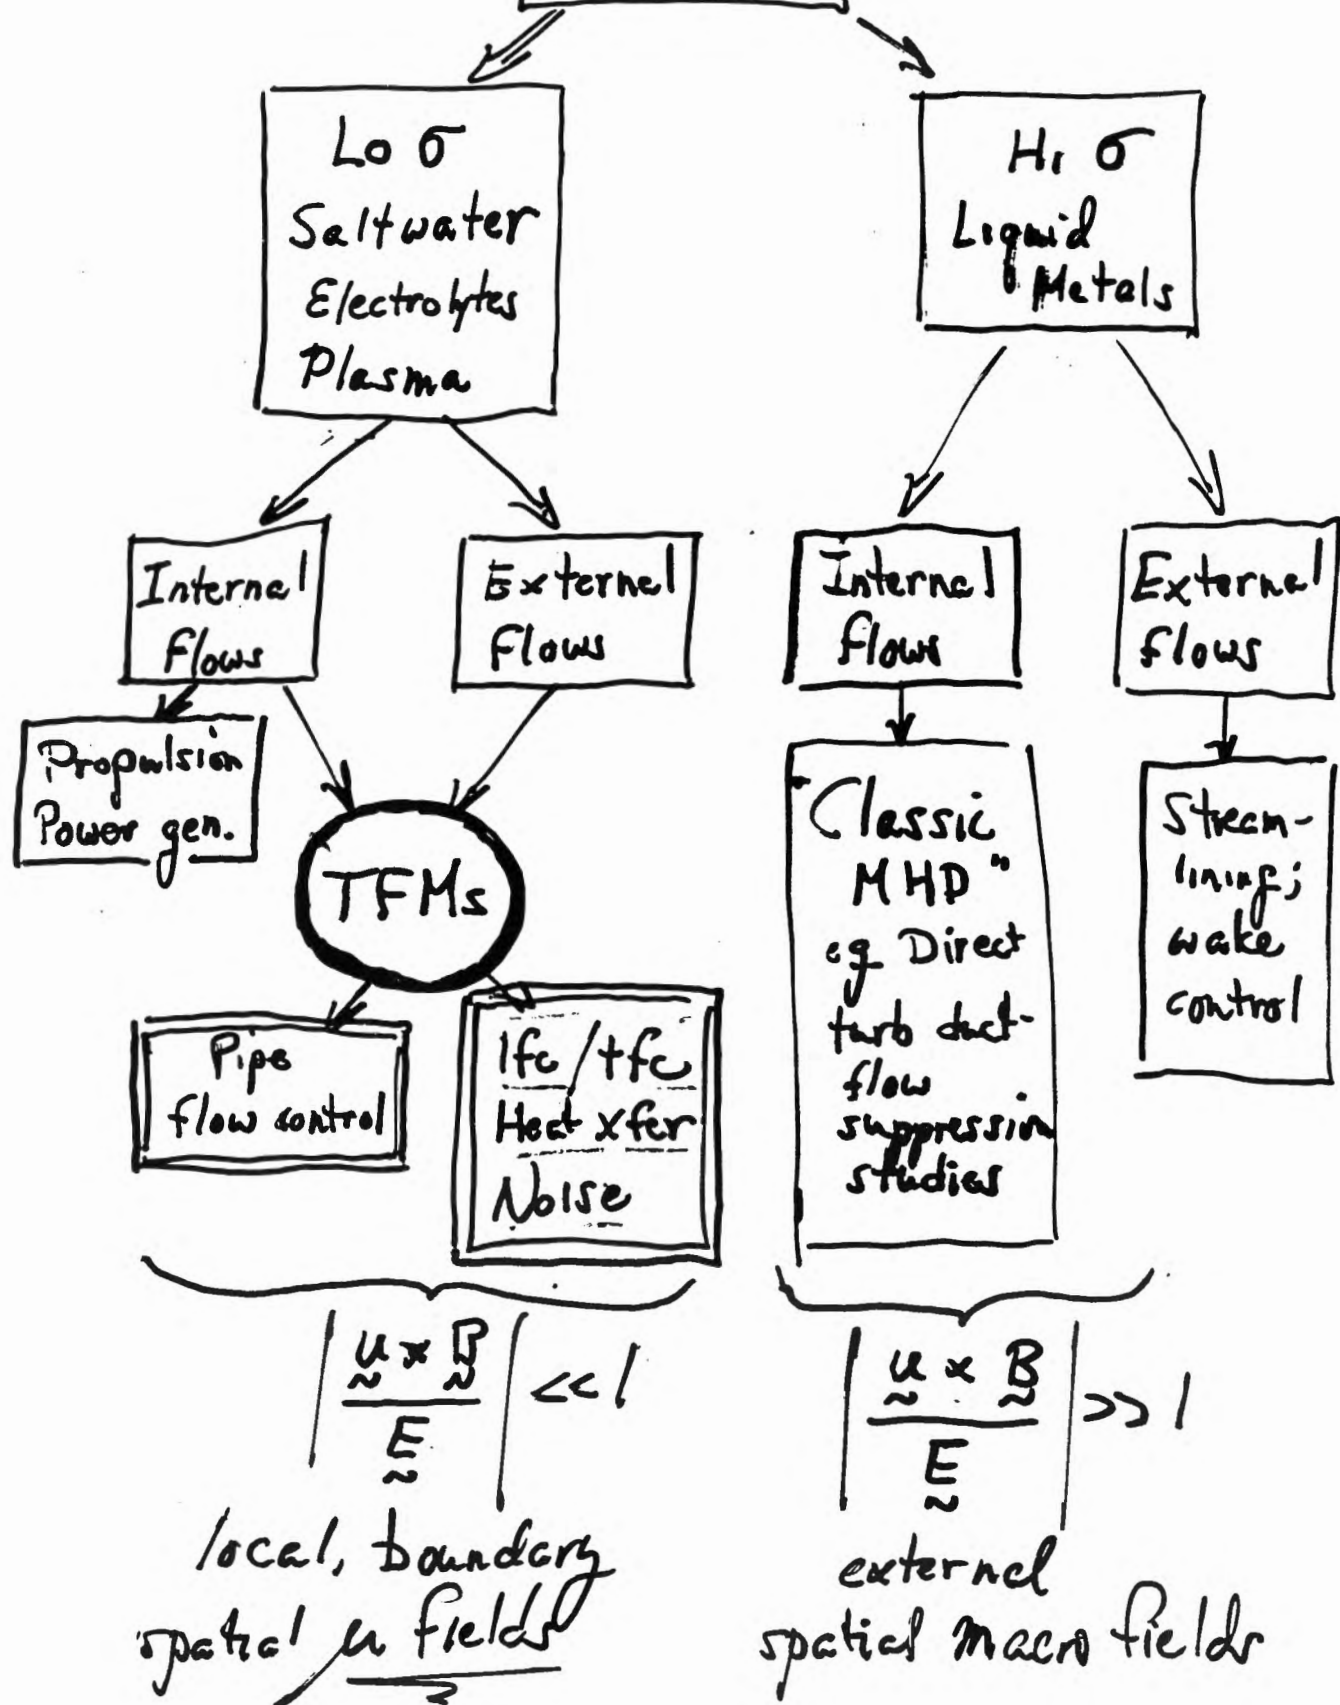 Lo σ
Saltwater
Electrolytes
Plasma
Hi σ
Liquid
Metals
Internal
flows
External
flows
Internal
flows
External
flows
Propulsion
Power gen.
TFMs
Pipe
flow control
lfc/tfc
Heat xfer
Noise
"Classic
MHD"
eg Direct
turb duct-
flow
suppression
studies
Stream-
lining;
wake
control
| u × B / E | << 1
| u × B / E | >> 1
local, boundary
spatial μ fields
external
spatial macro fields